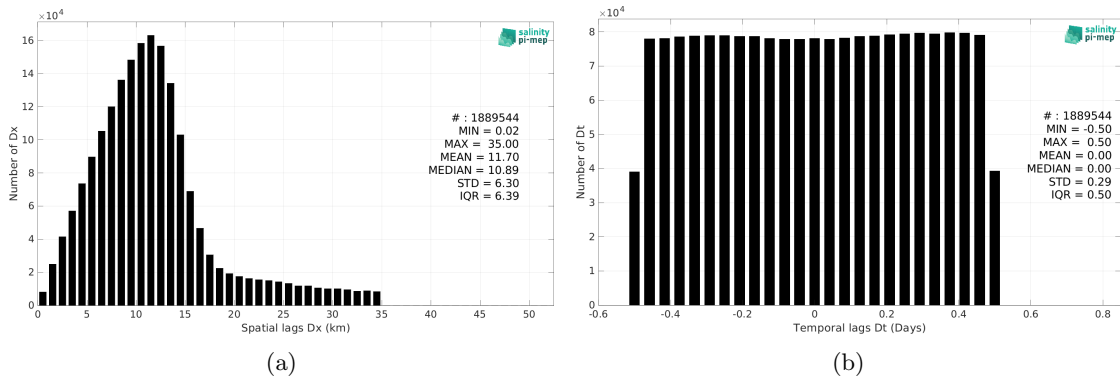 ×10⁴
salinity
pi-mep
Number of Dx
16
14
12
10
8
6
4
2
0
# : 1889544
MIN = 0.02
MAX = 35.00
MEAN = 11.70
MEDIAN = 10.89
STD = 6.30
IQR = 6.39
0 5 10 15 20 25 30 35 40 45 50
Spatial lags Dx (km)
(a)
×10⁴
salinity
pi-mep
Number of Dt
8
7
6
5
4
3
2
1
0
# : 1889544
MIN = -0.50
MAX = 0.50
MEAN = 0.00
MEDIAN = 0.00
STD = 0.29
IQR = 0.50
-0.6 -0.4 -0.2 0 0.2 0.4 0.6 0.8
Temporal lags Dt (Days)
(b)